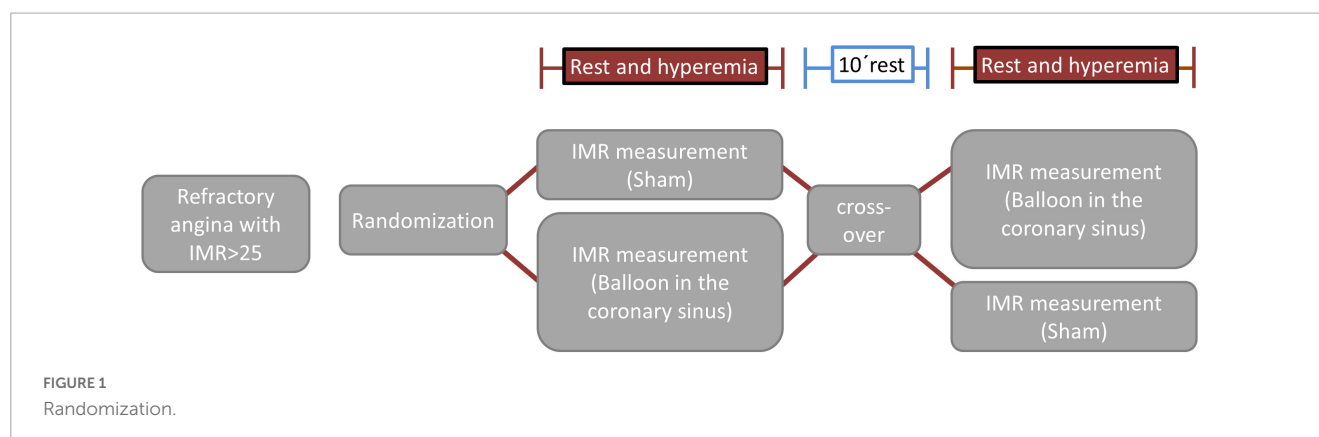 Rest and hyperemia
10´rest
Rest and hyperemia
Refractory
angina with
IMR>25
Randomization
IMR measurement
(Sham)
IMR measurement
(Balloon in the
coronary sinus)
cross-
over
IMR measurement
(Balloon in the
coronary sinus)
IMR measurement
(Sham)
FIGURE 1
Randomization.